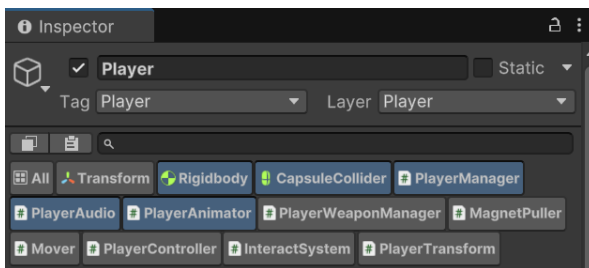 Inspector
Player Static
Tag Player Layer Player
All Transform Rigidbody CapsuleCollider # PlayerManager
# PlayerAudio # PlayerAnimator # PlayerWeaponManager # MagnetPuller
# Mover # PlayerController # InteractSystem # PlayerTransform